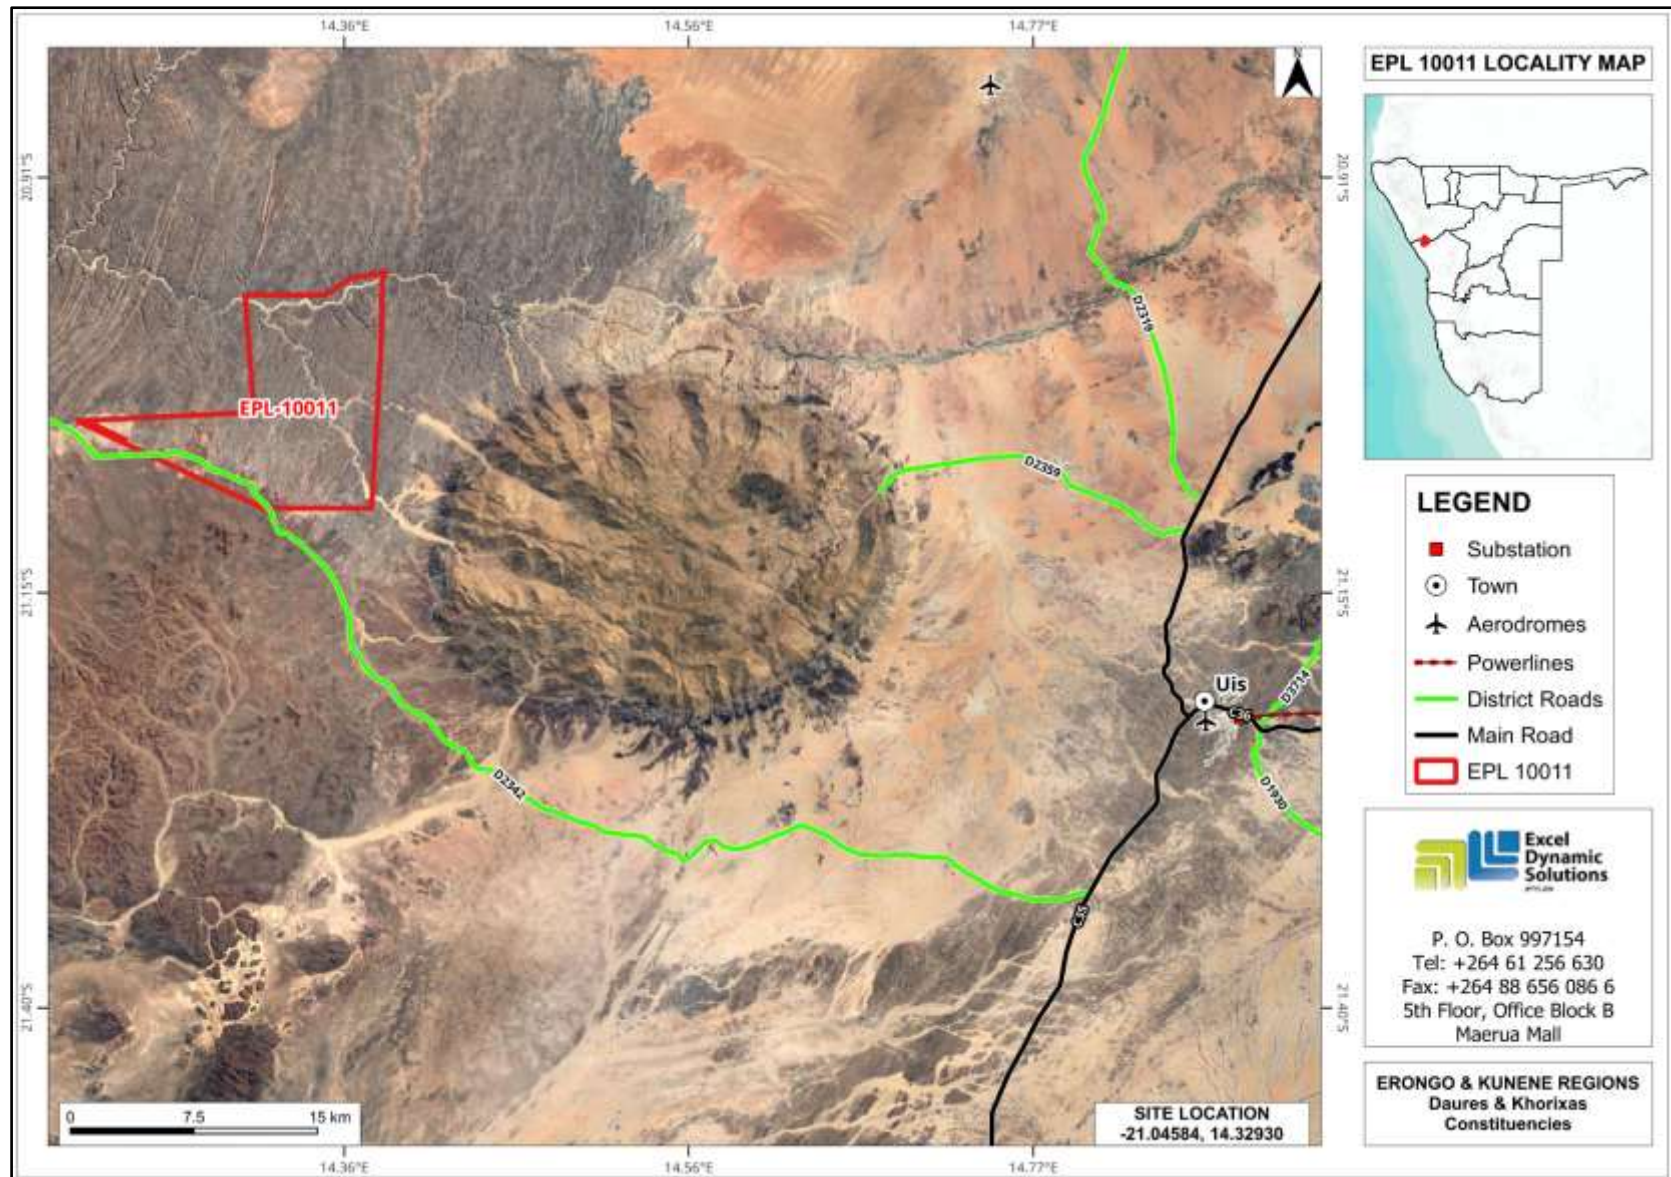 14.36°E
14.56°E
14.77°E
N
20.91°S
20.91°S
D2319
EPL-10011
D2359
21.15°S
21.15°S
Uis
C36
D3714
D2342
D1930
C35
21.40°S
21.40°S
0 7.5 15 km
SITE LOCATION
-21.04584, 14.32930
14.36°E
14.56°E
14.77°E
EPL 10011 LOCALITY MAP
LEGEND
Substation
Town
Aerodromes
Powerlines
District Roads
Main Road
EPL 10011
Excel
Dynamic
Solutions
P. O. Box 997154
Tel: +264 61 256 630
Fax: +264 88 656 086 6
5th Floor, Office Block B
Maerua Mall
ERONGO & KUNENE REGIONS
Daures & Khorixas
Constituencies